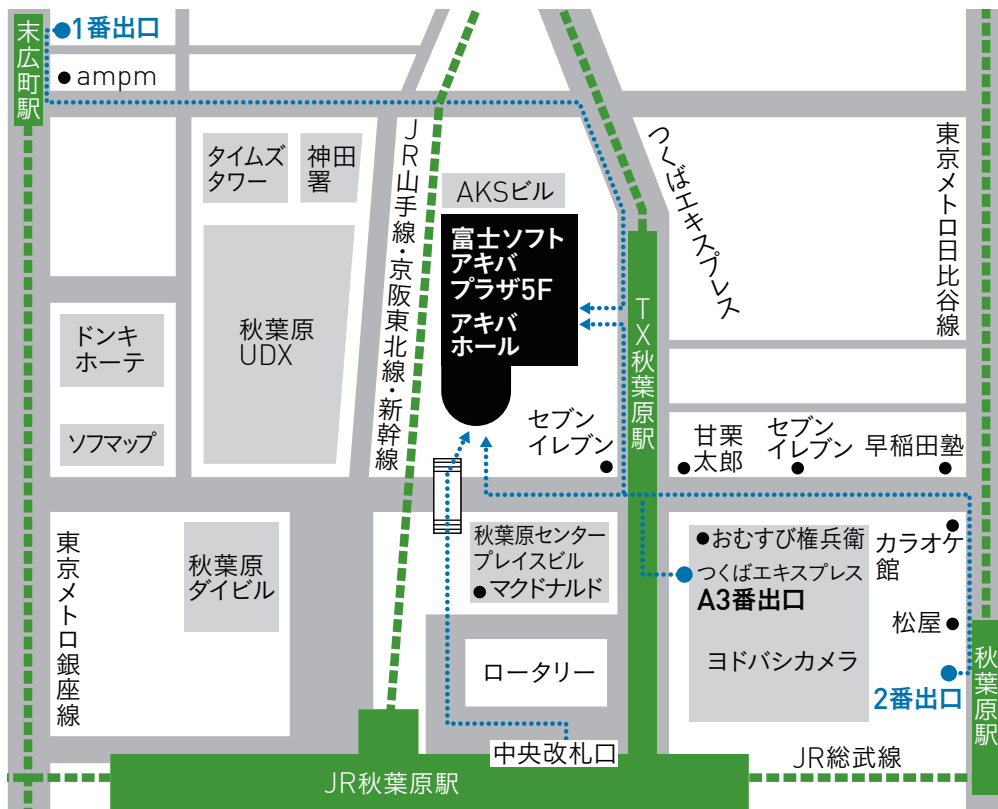 末広町駅
1番出口
ampm
タイムズ
タワー
神田
署
JR山手線・京阪東北線・新幹線
AKSビル
富士ソフト
アキバ
プラザ5F
アキバ
ホール
つくばエキスプレス
東京メトロ日比谷線
TX秋葉原駅
ドンキ
ホーテ
秋葉原
UDX
ソフマップ
セブン
イレブン
甘栗
太郎
セブン
イレブン
早稲田塾
東京メトロ銀座線
秋葉原
ダイビル
秋葉原センター
プレイスビル
マクドナルド
おむすび権兵衛
つくばエキスプレス
A3番出口
カラオケ
館
松屋
ヨドバシカメラ
2番出口
秋葉原駅
ロータリー
中央改札口
JR総武線
JR秋葉原駅